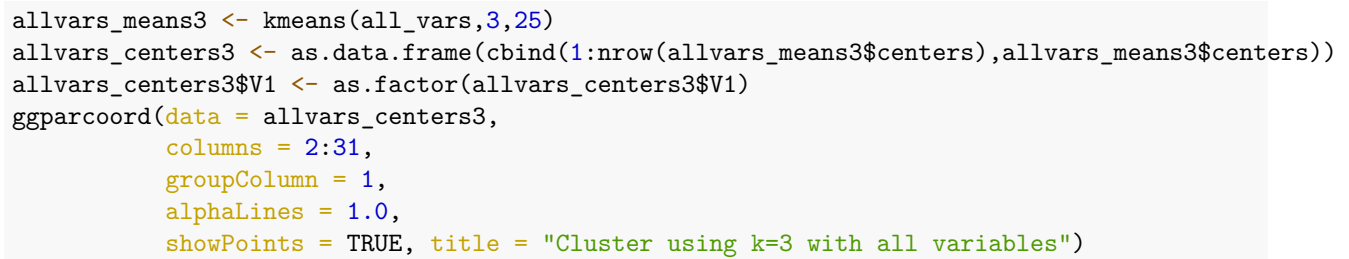 allvars_means3 <- kmeans(all_vars,3,25)
allvars_centers3 <- as.data.frame(cbind(1:nrow(allvars_means3$centers),allvars_means3$centers))
allvars_centers3$V1 <- as.factor(allvars_centers3$V1)
ggparcoord(data = allvars_centers3,
           columns = 2:31,
           groupColumn = 1,
           alphaLines = 1.0,
           showPoints = TRUE, title = "Cluster using k=3 with all variables")